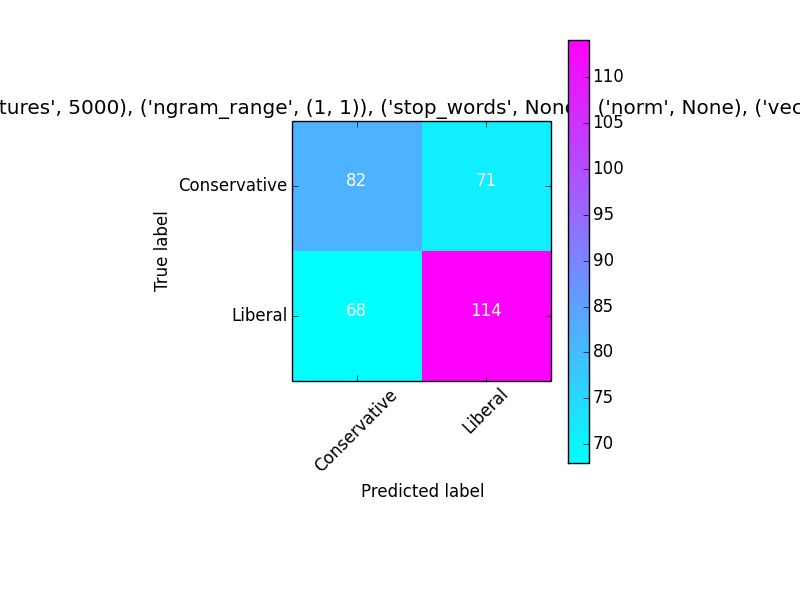 tures', 5000), ('ngram_range', (1, 1)), ('stop_words', None), ('norm', None), ('vec
110
105
100
95
90
85
80
75
70
True label
Conservative
82
71
Liberal
68
114
Conservative
Liberal
Predicted label